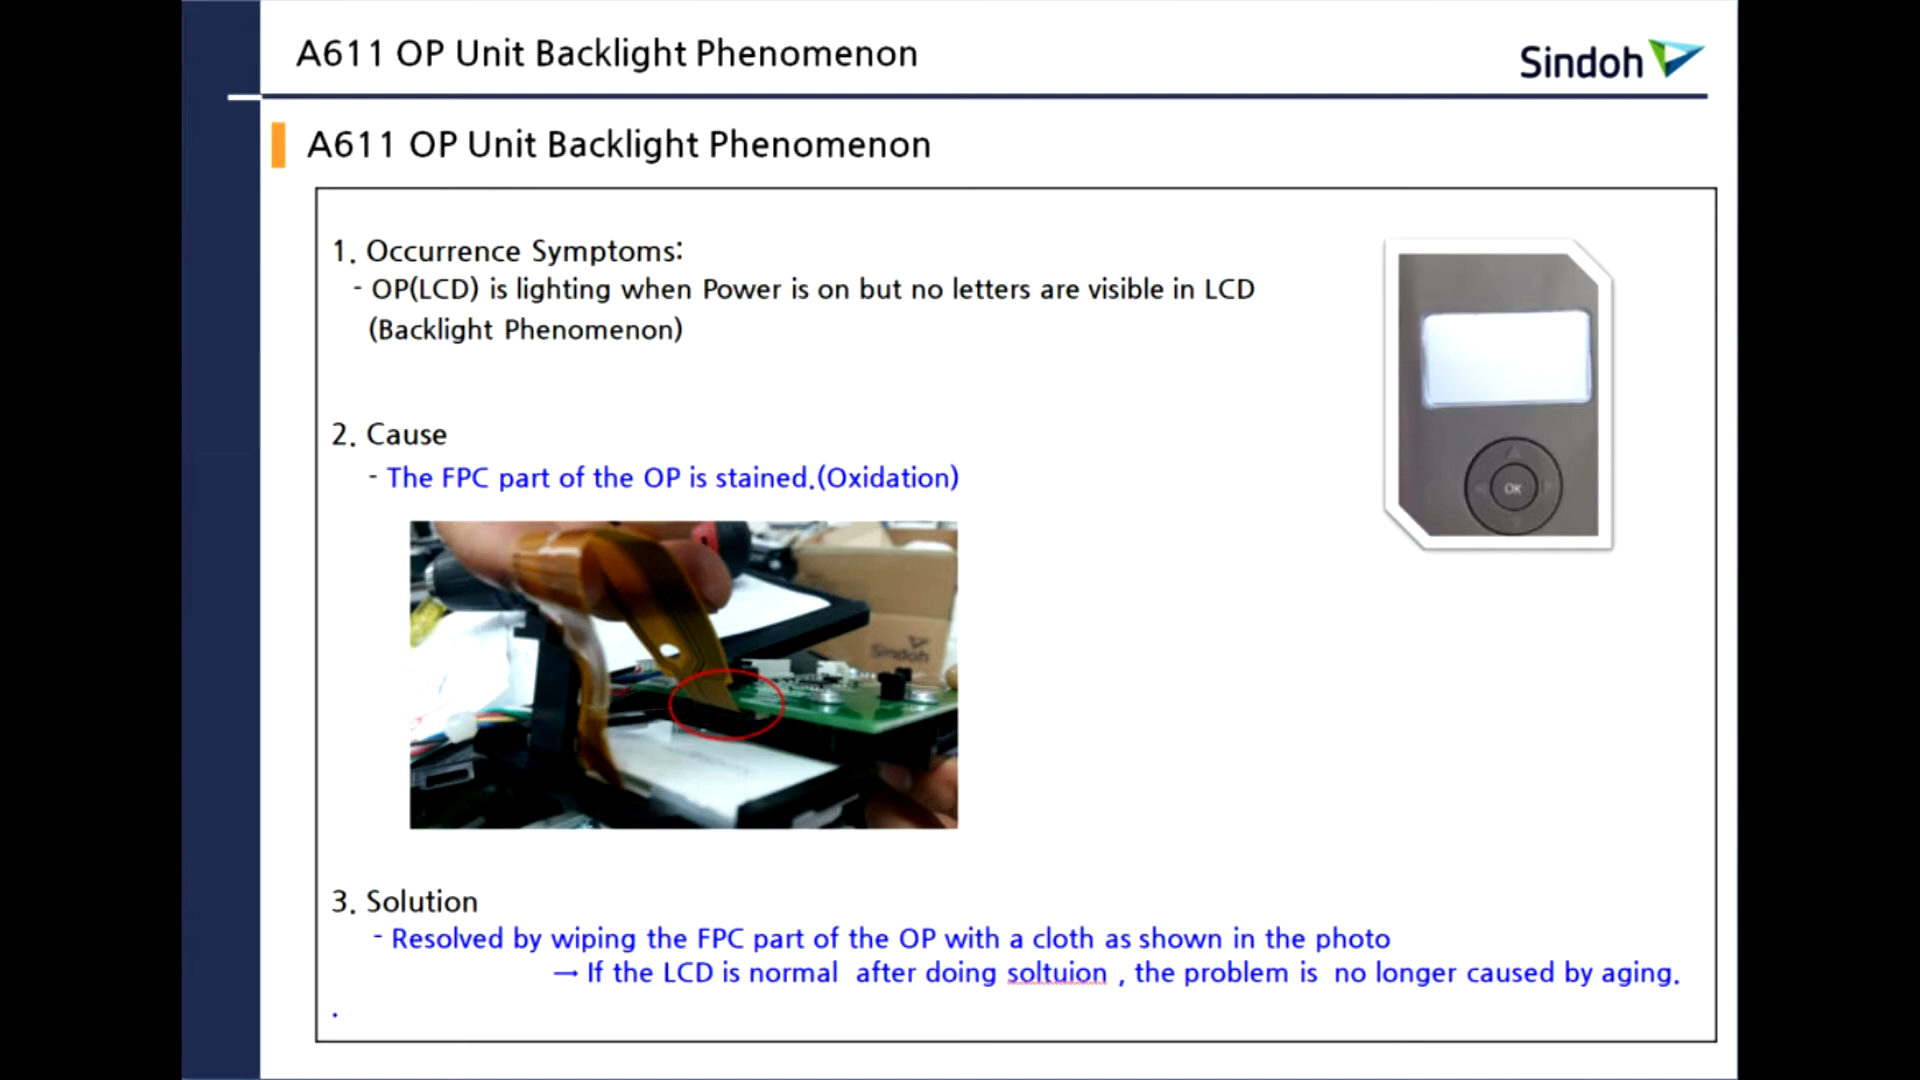 A611 OP Unit Backlight Phenomenon
Sindoh
A611 OP Unit Backlight Phenomenon
1. Occurrence Symptoms:
- OP(LCD) is lighting when Power is on but no letters are visible in LCD
(Backlight Phenomenon)
OK
2. Cause
- The FPC part of the OP is stained.(Oxidation)
Sindoh
3. Solution
- Resolved by wiping the FPC part of the OP with a cloth as shown in the photo
→ If the LCD is normal after doing soltuion , the problem is no longer caused by aging.
.